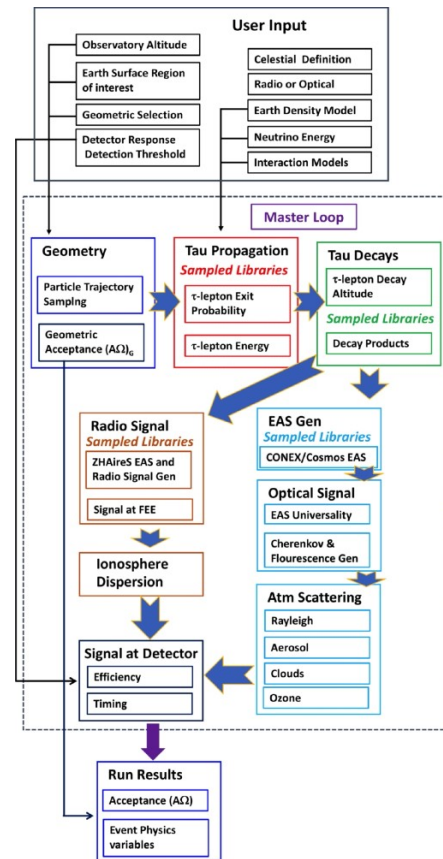 User Input
Observatory Altitude
Earth Surface Region
of interest
Geometric Selection
Detector Response
Detection Threshold
Celestial Definition
Radio or Optical
Earth Density Model
Neutrino Energy
Interaction Models
Master Loop
Geometry
Particle Trajectory
Samplng
Geometric
Acceptance (AΩ)G
Tau Propagation
Sampled Libraries
τ-lepton Exit
Probability
τ-lepton Energy
Tau Decays
τ-lepton Decay
Altitude
Sampled Libraries
Decay Products
Radio Signal
Sampled Libraries
ZHAireS EAS and
Radio Signal Gen
Signal at FEE
Ionosphere
Dispersion
EAS Gen
Sampled Libraries
CONEX/Cosmos EAS
Optical Signal
EAS Universality
Cherenkov &
Flourescence Gen
Atm Scattering
Rayleigh
Aerosol
Clouds
Ozone
Signal at Detector
Efficiency
Timing
Run Results
Acceptance (AΩ)
Event Physics
variables